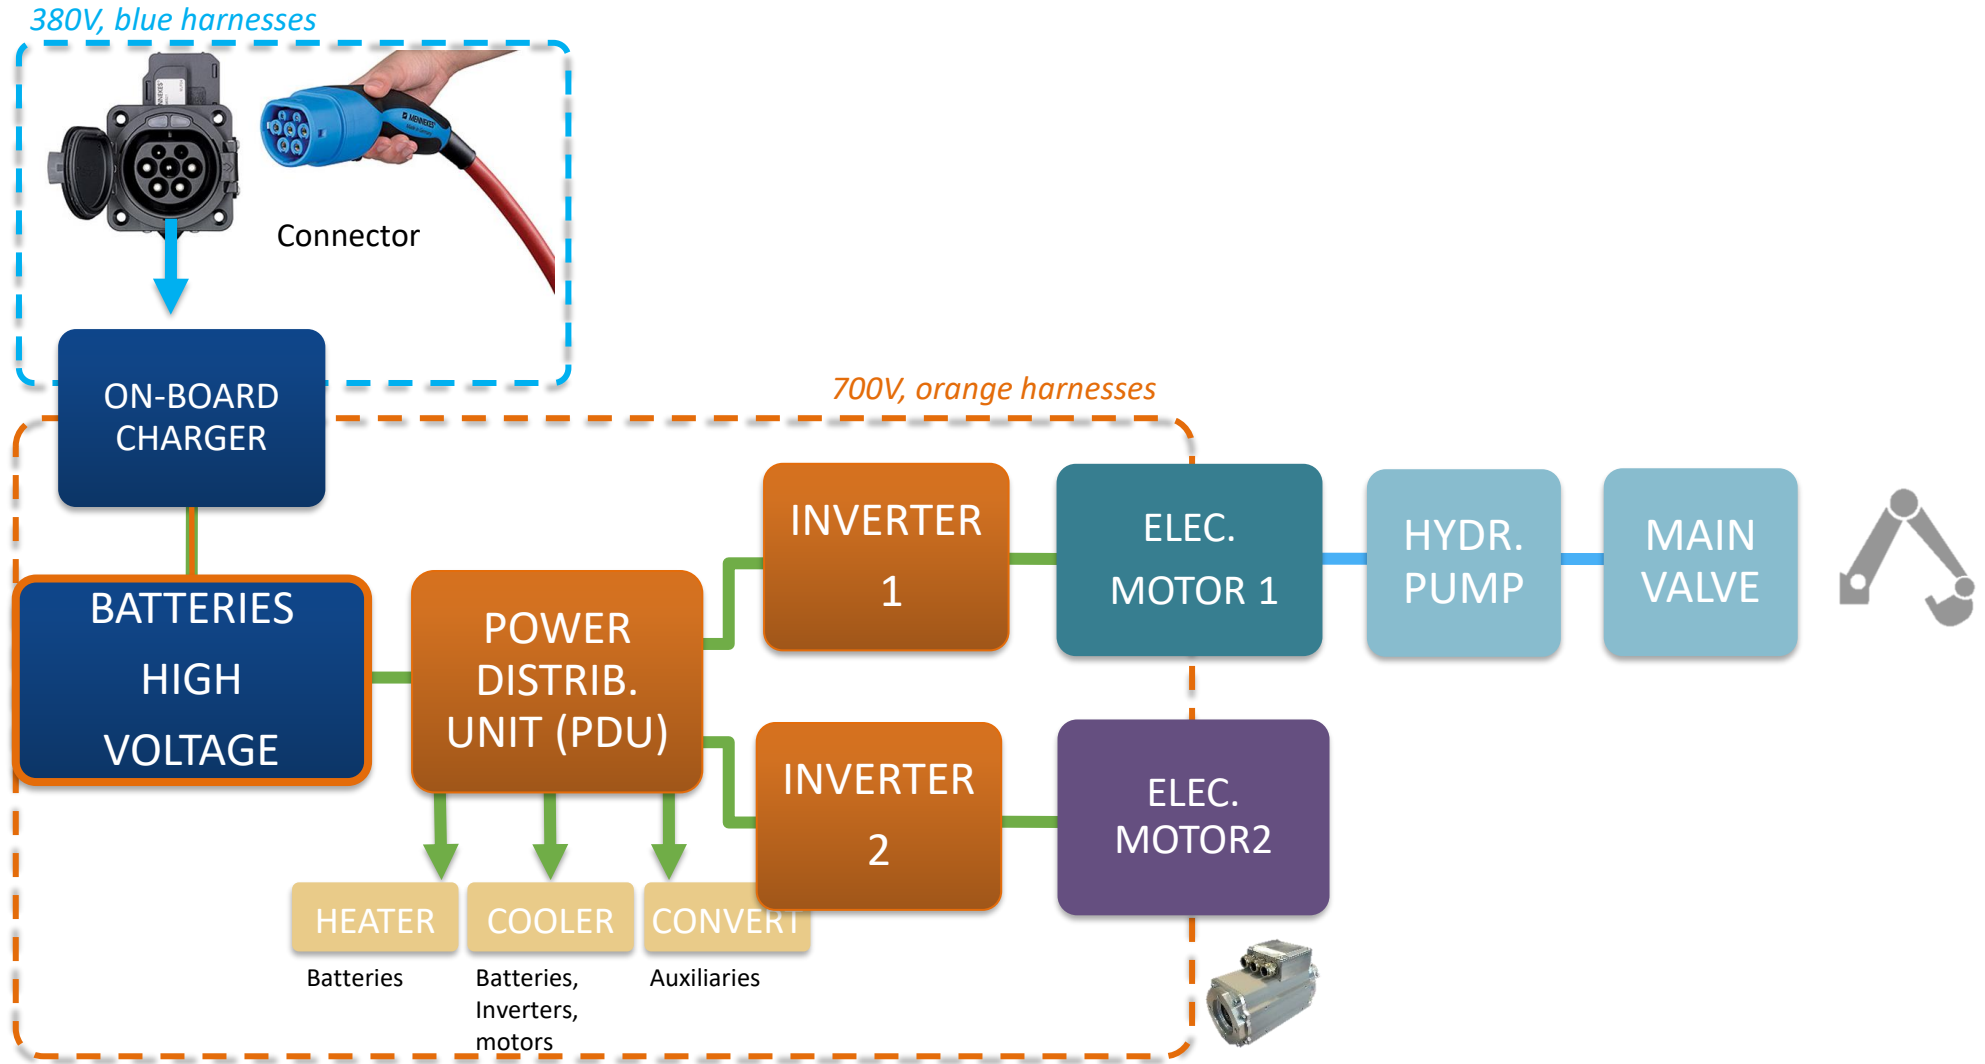 380V, blue harnesses
MENNEKES
Connector
ON-BOARD
CHARGER
700V, orange harnesses
BATTERIES
HIGH
VOLTAGE
POWER
DISTRIB.
UNIT (PDU)
INVERTER
1
ELEC.
MOTOR 1
HYDR.
PUMP
MAIN
VALVE
INVERTER
2
ELEC.
MOTOR2
HEATER
COOLER
CONVERT
Batteries
Batteries,
Inverters,
motors
Auxiliaries